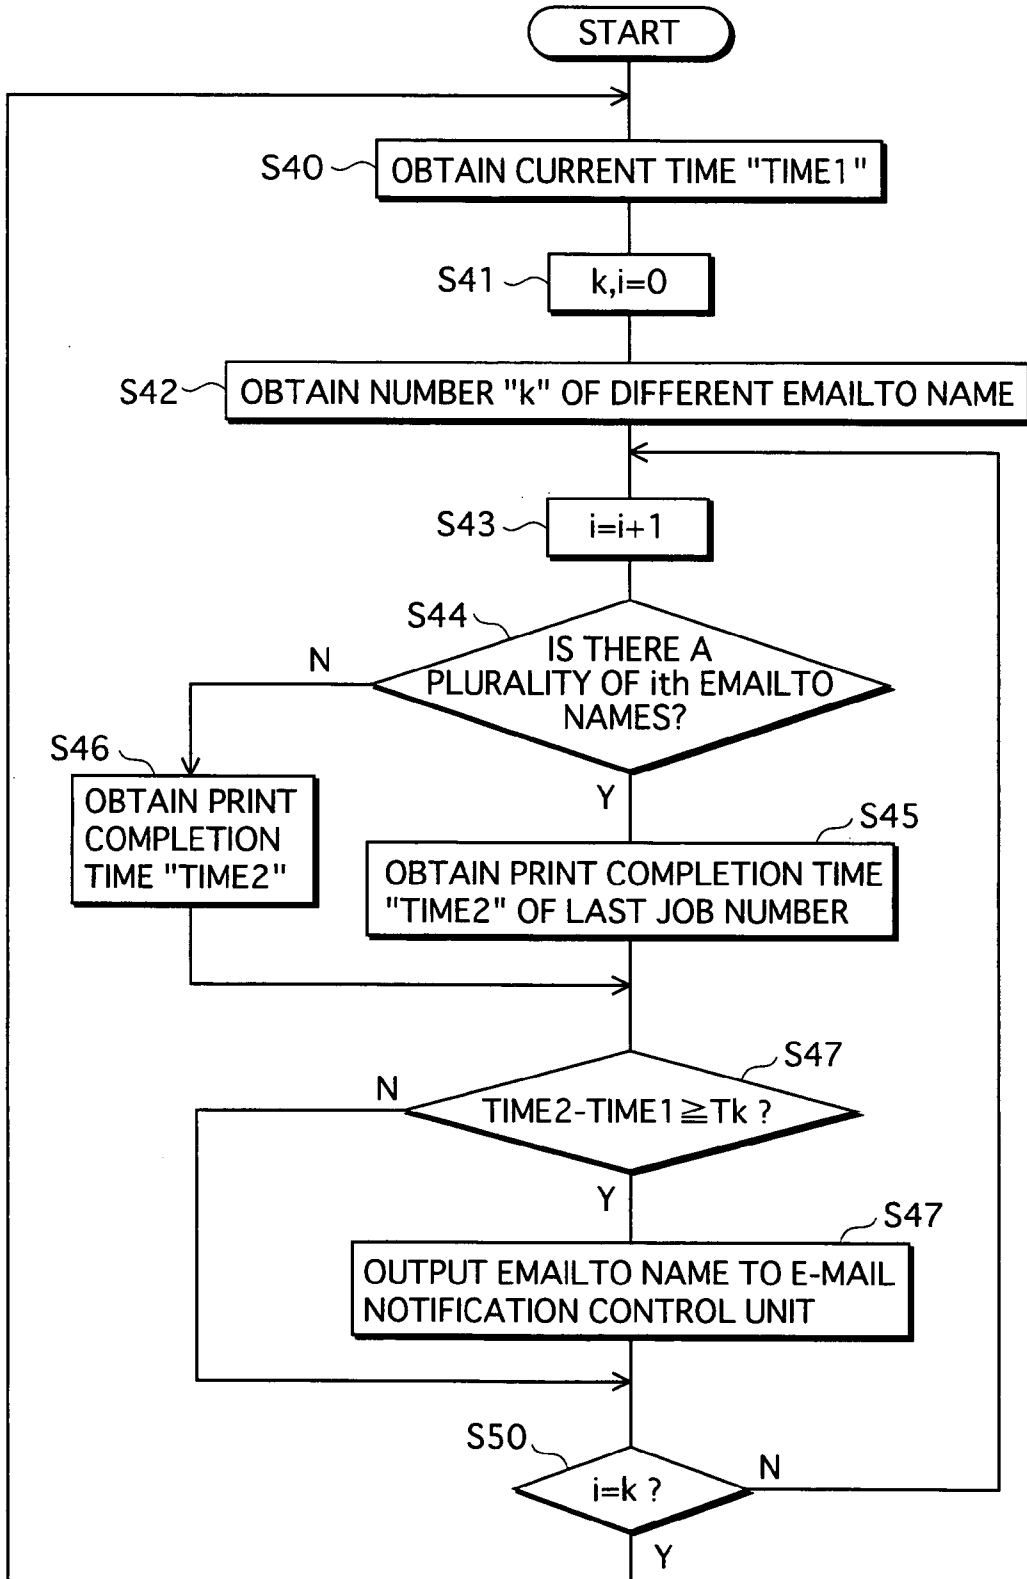 START
S40
OBTAIN CURRENT TIME "TIME1"
S41
k,i=0
S42
OBTAIN NUMBER "k" OF DIFFERENT EMAILTO NAME
S43
i=i+1
S44
IS THERE A
PLURALITY OF ith EMAILTO
NAMES?
N
Y
S46
OBTAIN PRINT
COMPLETION
TIME "TIME2"
S45
OBTAIN PRINT COMPLETION TIME
"TIME2" OF LAST JOB NUMBER
S47
TIME2-TIME1≧Tk ?
N
Y
S47
OUTPUT EMAILTO NAME TO E-MAIL
NOTIFICATION CONTROL UNIT
S50
i=k ?
N
Y